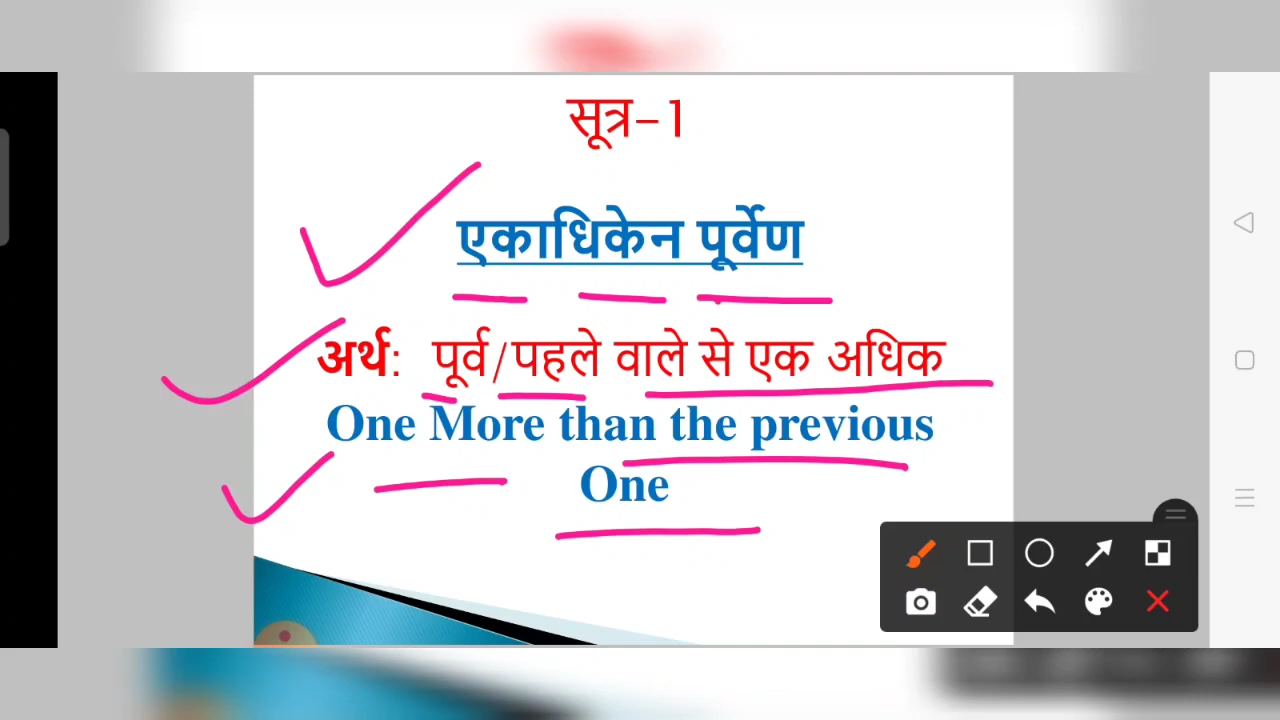 सूत्र–1
एकाधिकेन पूर्वेण
अर्थ: पूर्व/पहले वाले से एक अधिक
One More than the previous
One